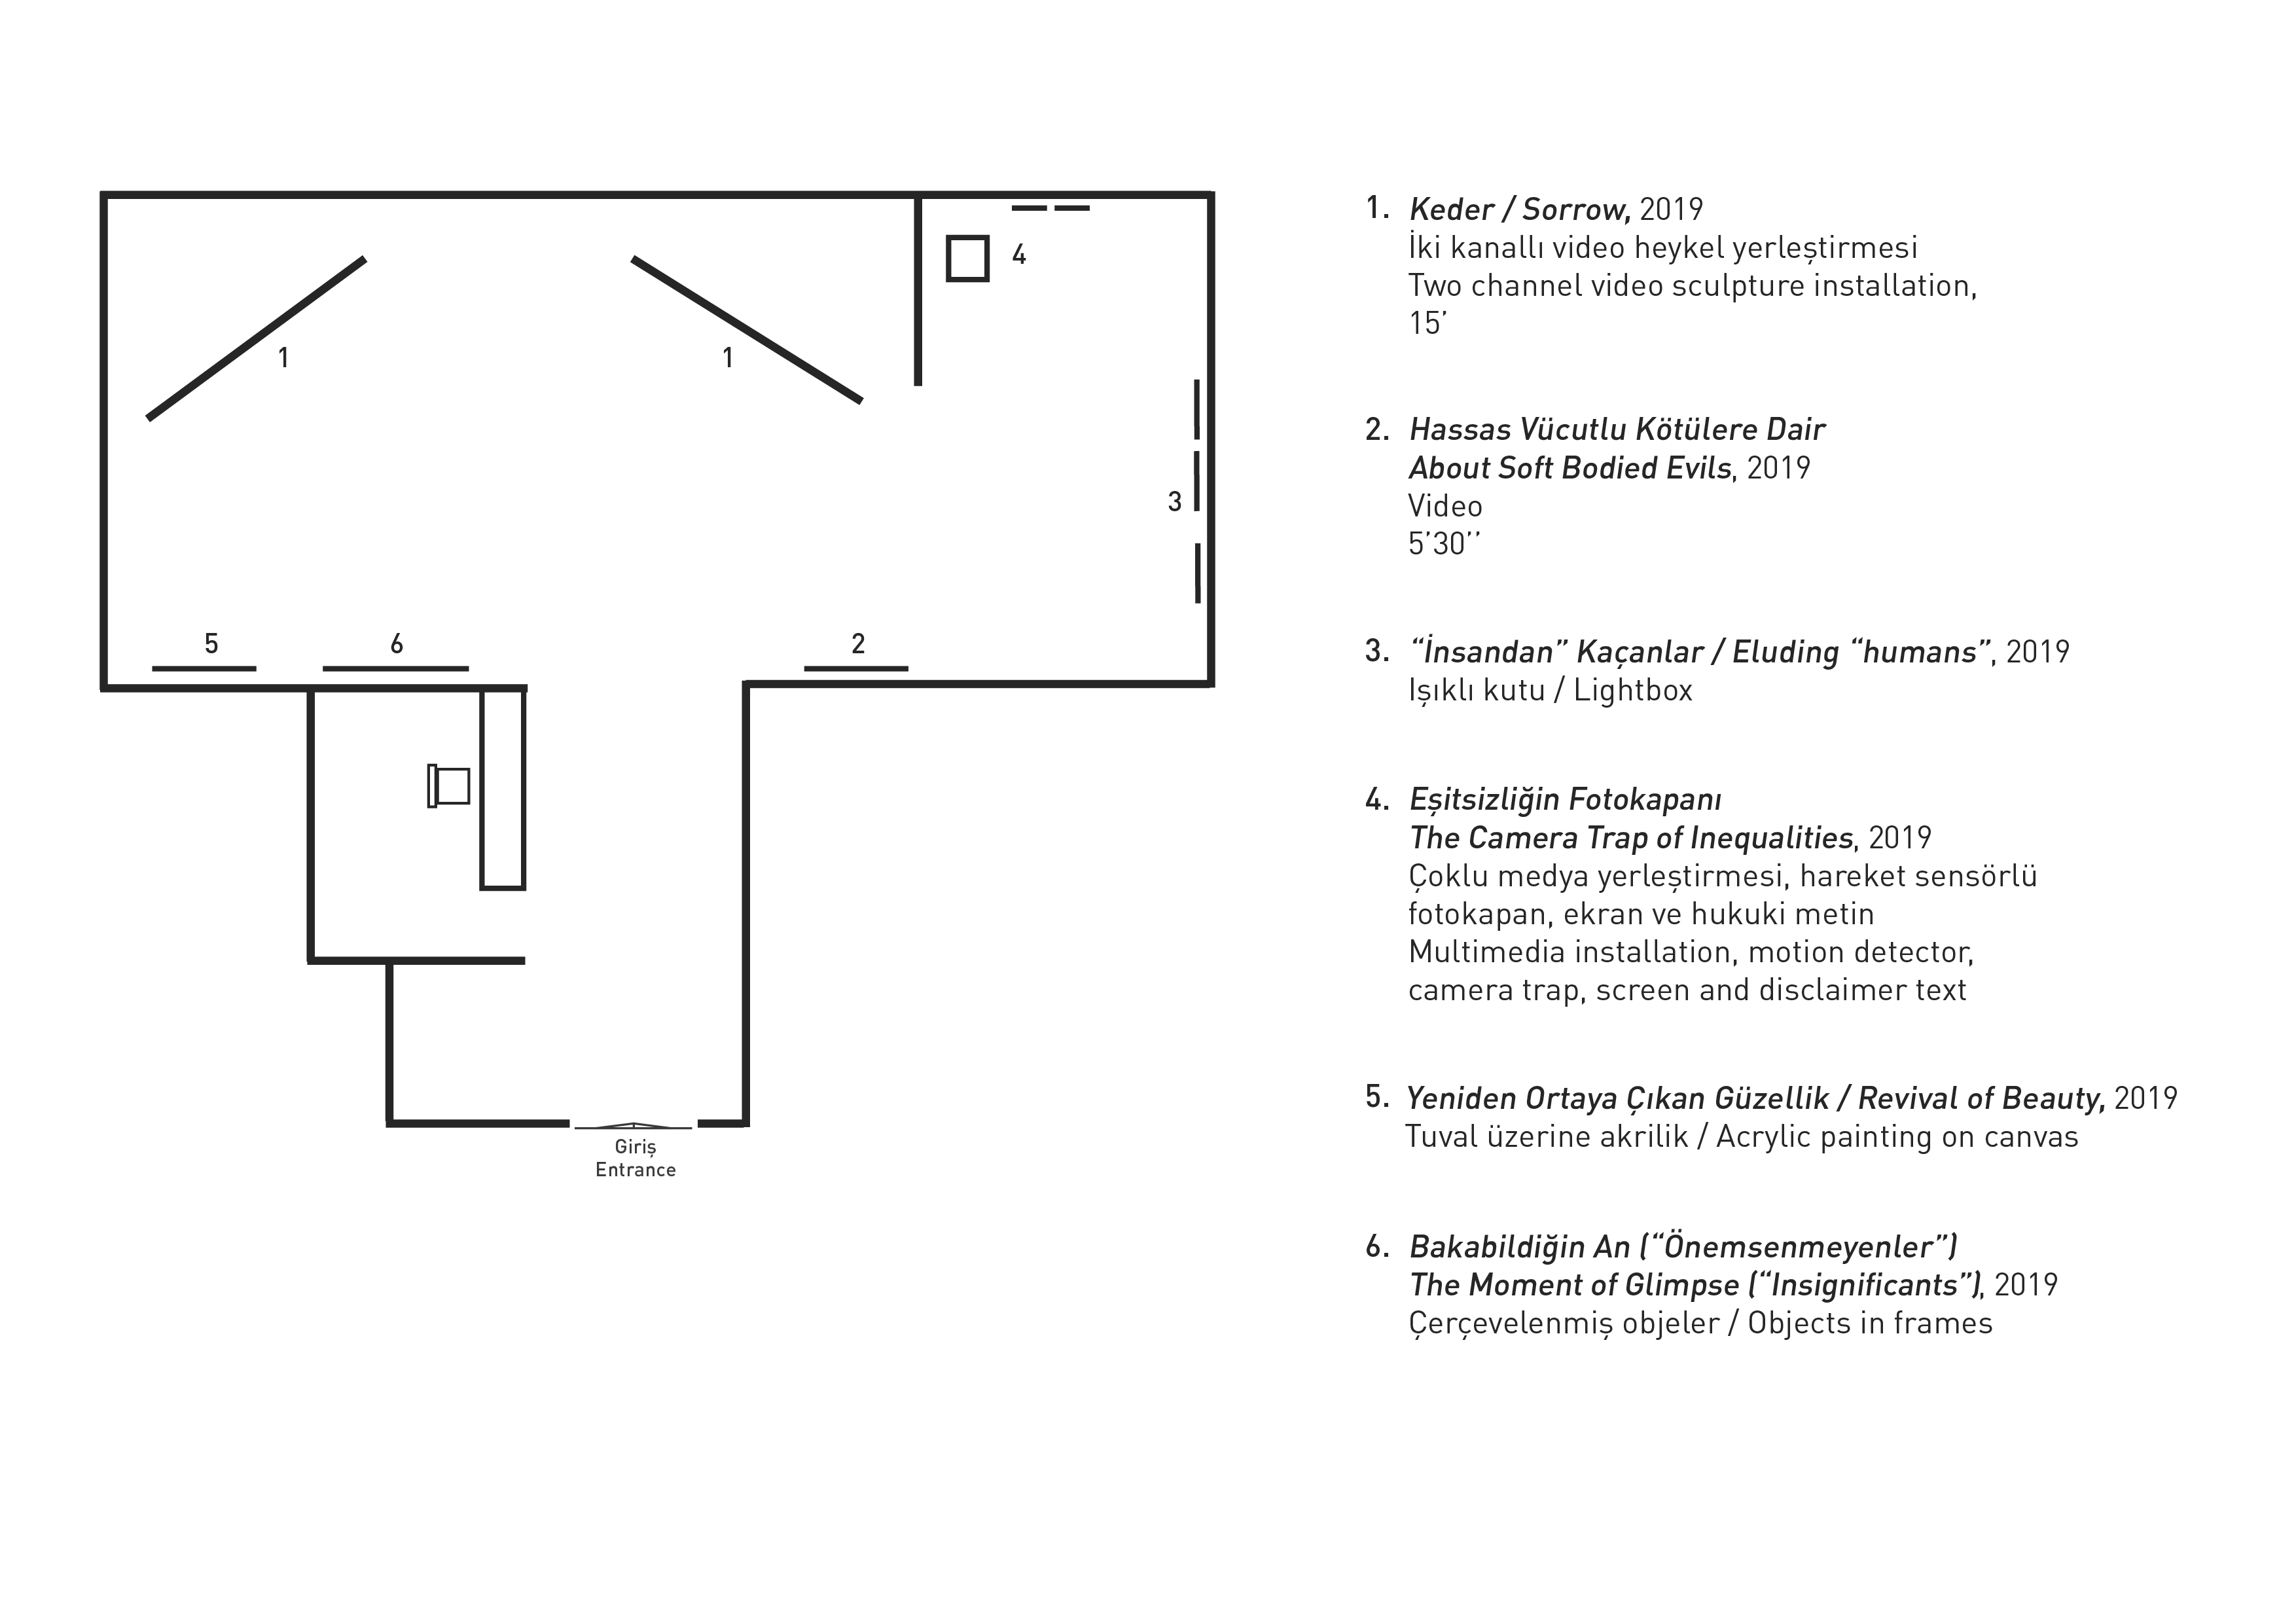 1
1
4
3
5
6
2
Giriş
Entrance
1. Keder / Sorrow, 2019
İki kanallı video heykel yerleştirmesi
Two channel video sculpture installation,
15’
2. Hassas Vücutlu Kötülere Dair
About Soft Bodied Evils, 2019
Video
5’30’’
3. “İnsandan” Kaçanlar / Eluding “humans”, 2019
Işıklı kutu / Lightbox
4. Eşitsizliğin Fotokapanı
The Camera Trap of Inequalities, 2019
Çoklu medya yerleştirmesi, hareket sensörlü
fotokapan, ekran ve hukuki metin
Multimedia installation, motion detector,
camera trap, screen and disclaimer text
5. Yeniden Ortaya Çıkan Güzellik / Revival of Beauty, 2019
Tuval üzerine akrilik / Acrylic painting on canvas
6. Bakabildiğin An (“Önemsenmeyenler”)
The Moment of Glimpse (“Insignificants”), 2019
Çerçevelenmiş objeler / Objects in frames